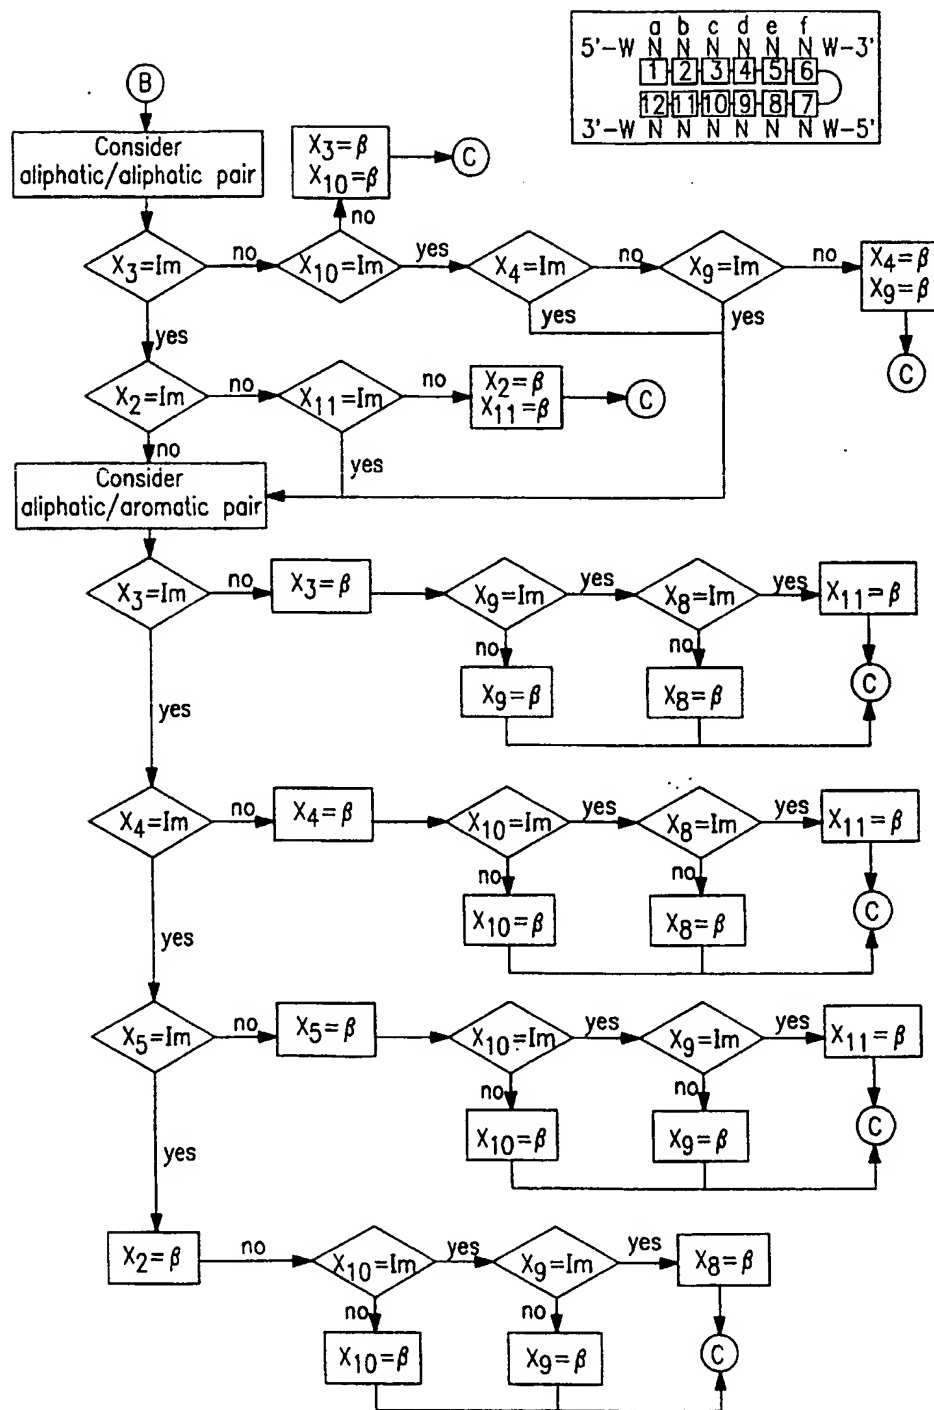 a b c d e f
5'-W N N N N N N W-3'
1 2 3 4 5 6
12 11 10 9 8 7
3'-W N N N N N N W-5'
B
Consider
aliphatic/aliphatic pair
X3=β
X10=β
C
no
X3=Im
no
X10=Im
yes
X4=Im
no
X9=Im
no
X4=β
X9=β
yes
yes
yes
C
X2=Im
no
X11=Im
no
X2=β
X11=β
C
no
yes
Consider
aliphatic/aromatic pair
X3=Im
no
X3=β
X9=Im
yes
X8=Im
yes
X11=β
no
no
X9=β
X8=β
C
yes
X4=Im
no
X4=β
X10=Im
yes
X8=Im
yes
X11=β
no
no
X10=β
X8=β
C
yes
X5=Im
no
X5=β
X10=Im
yes
X9=Im
yes
X11=β
no
no
X10=β
X9=β
C
yes
X2=β
no
X10=Im
yes
X9=Im
yes
X8=β
no
no
X10=β
X9=β
C